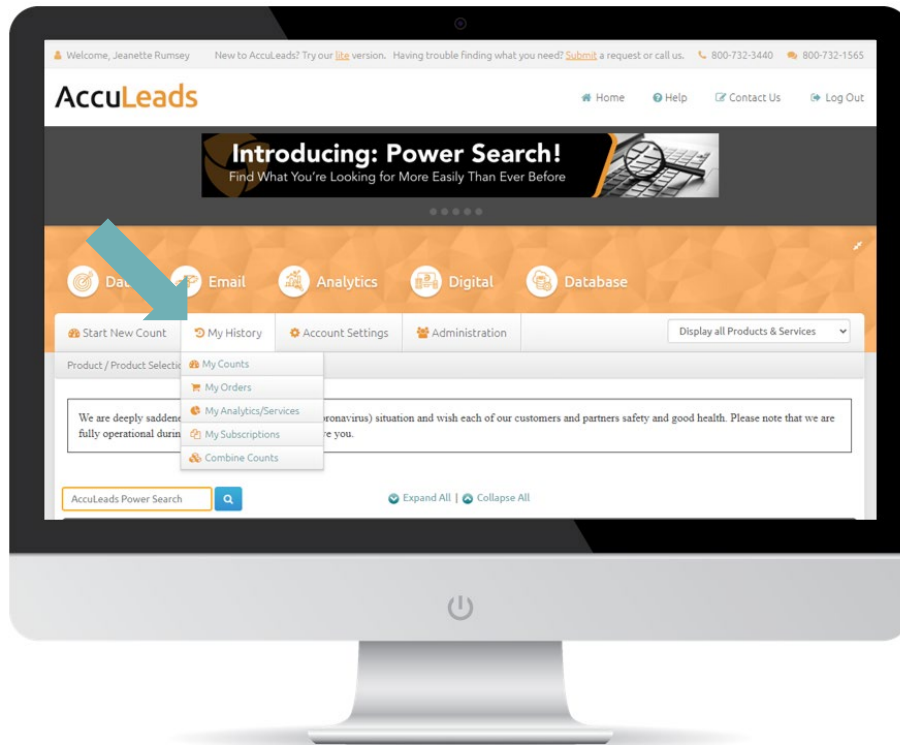 Welcome, Jeanette Rumsey New to AccuLeads? Try our lite version. Having trouble finding what you need? Submit a request or call us. 800-732-3440 800-732-1565
AccuLeads
Home Help Contact Us Log Out
Introducing: Power Search!
Find What You're Looking for More Easily Than Ever Before
Email Analytics Digital Database
Start New Count My History Account Settings Administration Display all Products & Services
Product / Product Selectio
My Counts
My Orders
My Analytics/Services
My Subscriptions
Combine Counts
We are deeply saddene ronavirus) situation and wish each of our customers and partners safety and good health. Please note that we are
fully operational durin ve you.
AccuLeads Power Search Expand All | Collapse All